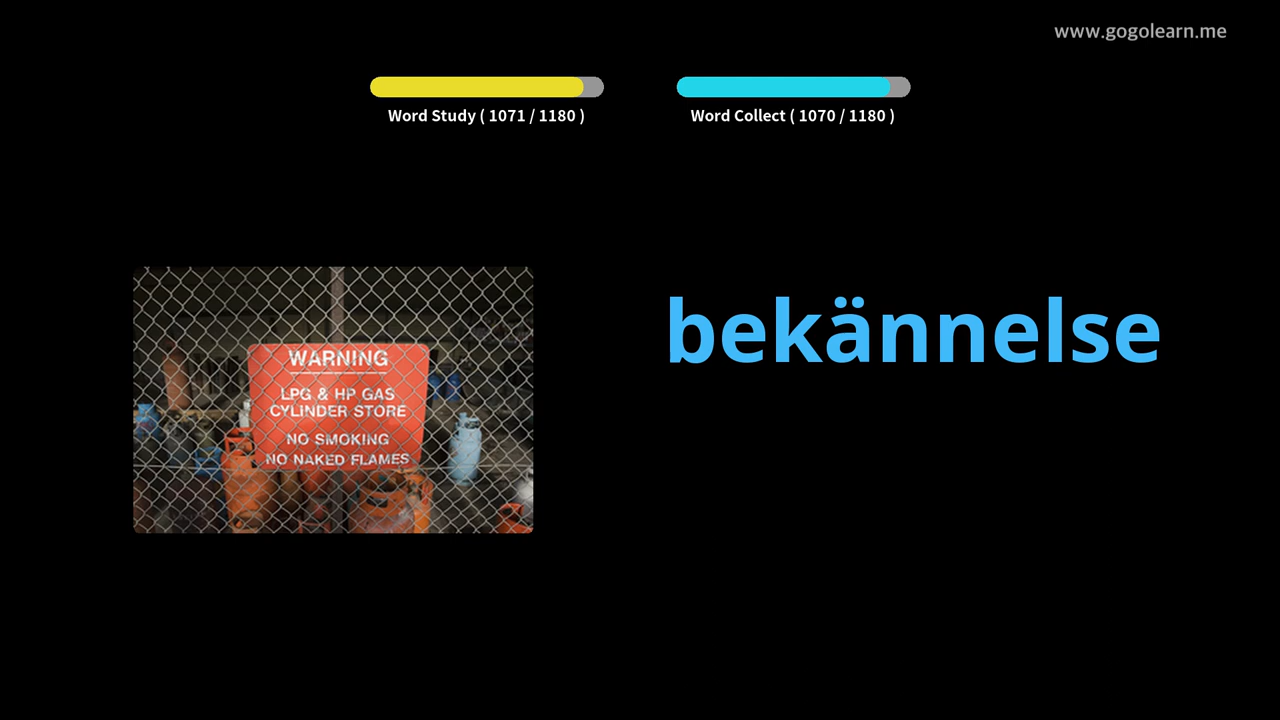 www.gogolearn.me
Word Study ( 1071 / 1180 )
Word Collect ( 1070 / 1180 )
bekännelse
WARNING
LPG & HP GAS
CYLINDER STORE
NO SMOKING
NO NAKED FLAMES